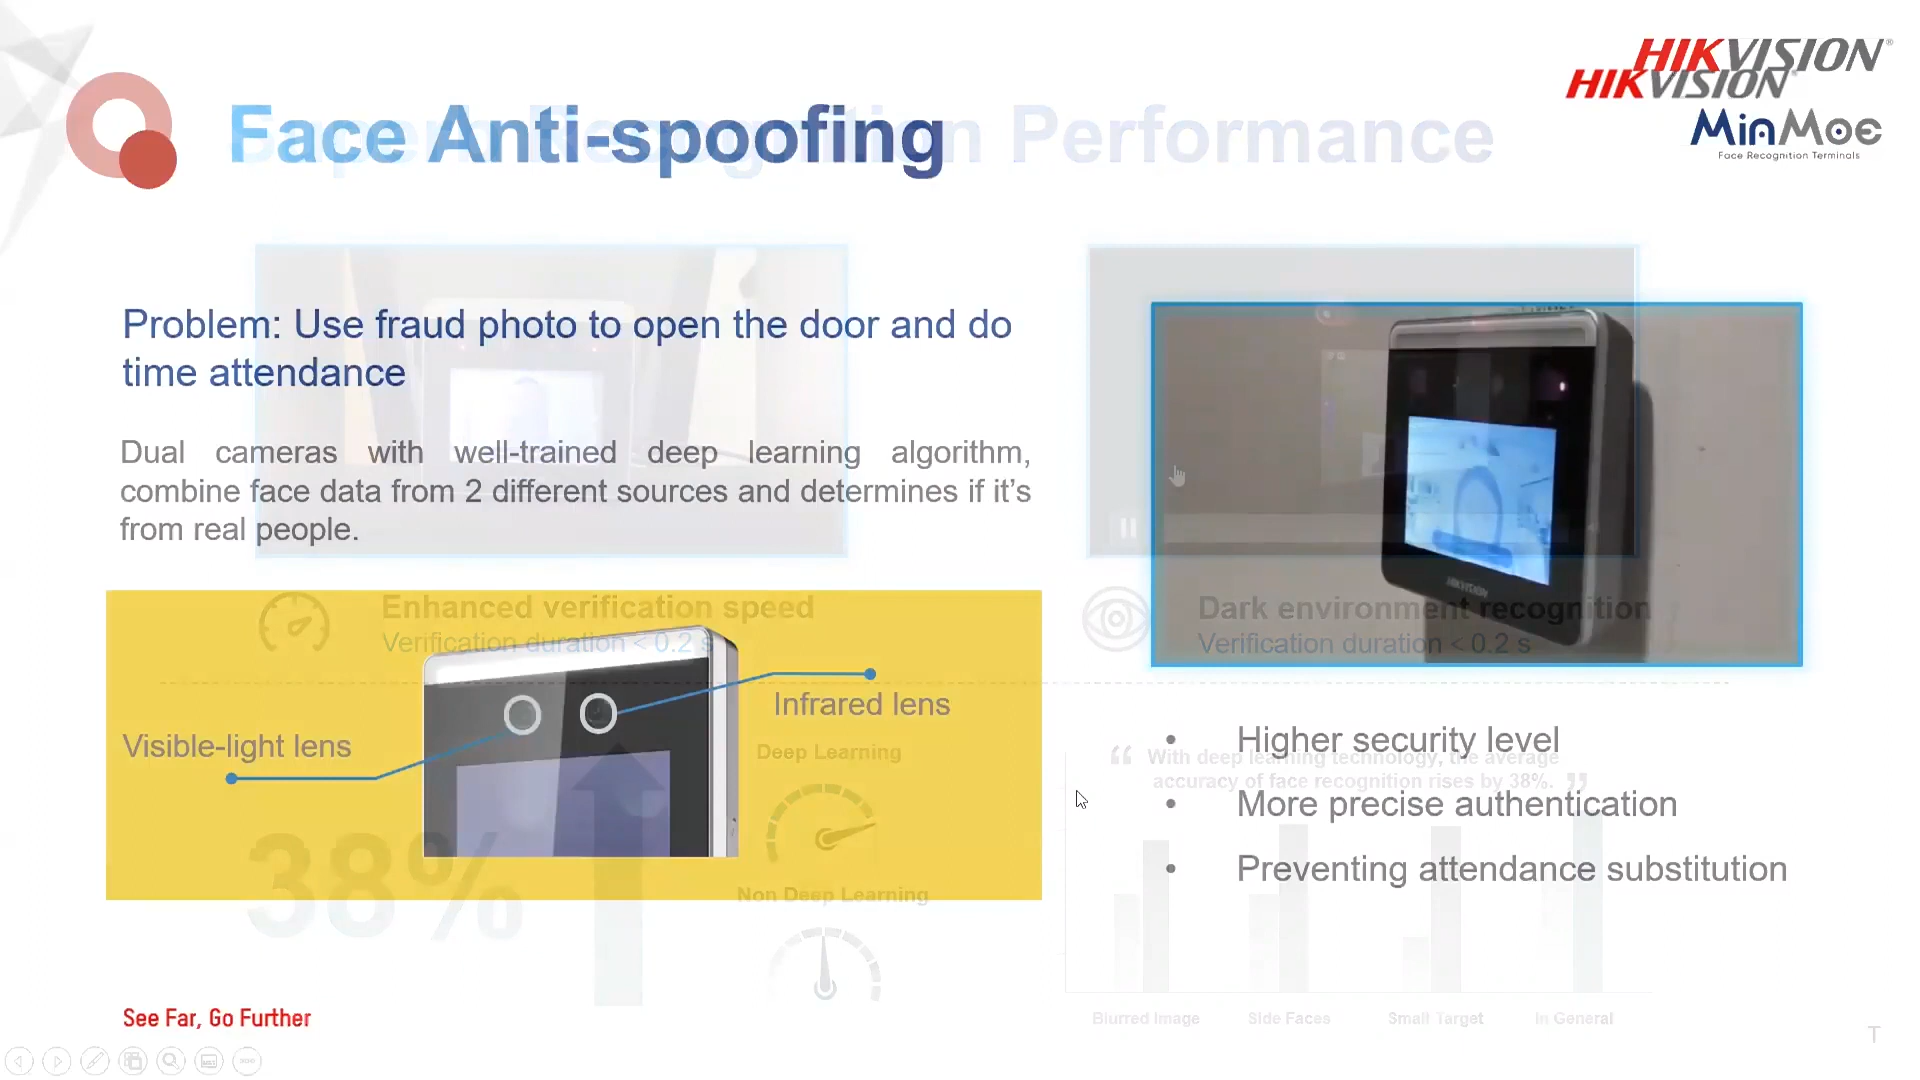 HIKVISION®
HIKVISION
MinMoe
Face Recognition Terminals
Face Anti-spoofing
Recognition Performance
Problem: Use fraud photo to open the door and do
time attendance
Dual cameras with well-trained deep learning algorithm,
combine face data from 2 different sources and determines if it’s
from real people.
HIKVISION
Enhanced verification speed
Verification duration < 0.2 s
Dark environment recognition
Verification duration < 0.2 s
Infrared lens
Visible-light lens
Deep Learning
38%
Non Deep Learning
• Higher security level
“ With deep learning technology, the average
accuracy of face recognition rises by 38%. ”
• More precise authentication
• Preventing attendance substitution
Blurred Image Side Faces Small Target In General
See Far, Go Further
T